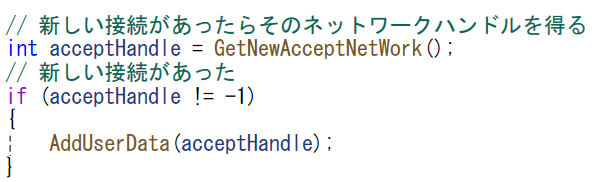 // 新しい接続があったらそのネットワークハンドルを得る
int acceptHandle = GetNewAcceptNetWork();
// 新しい接続があった
if (acceptHandle != -1)
{
    AddUserData(acceptHandle);
}